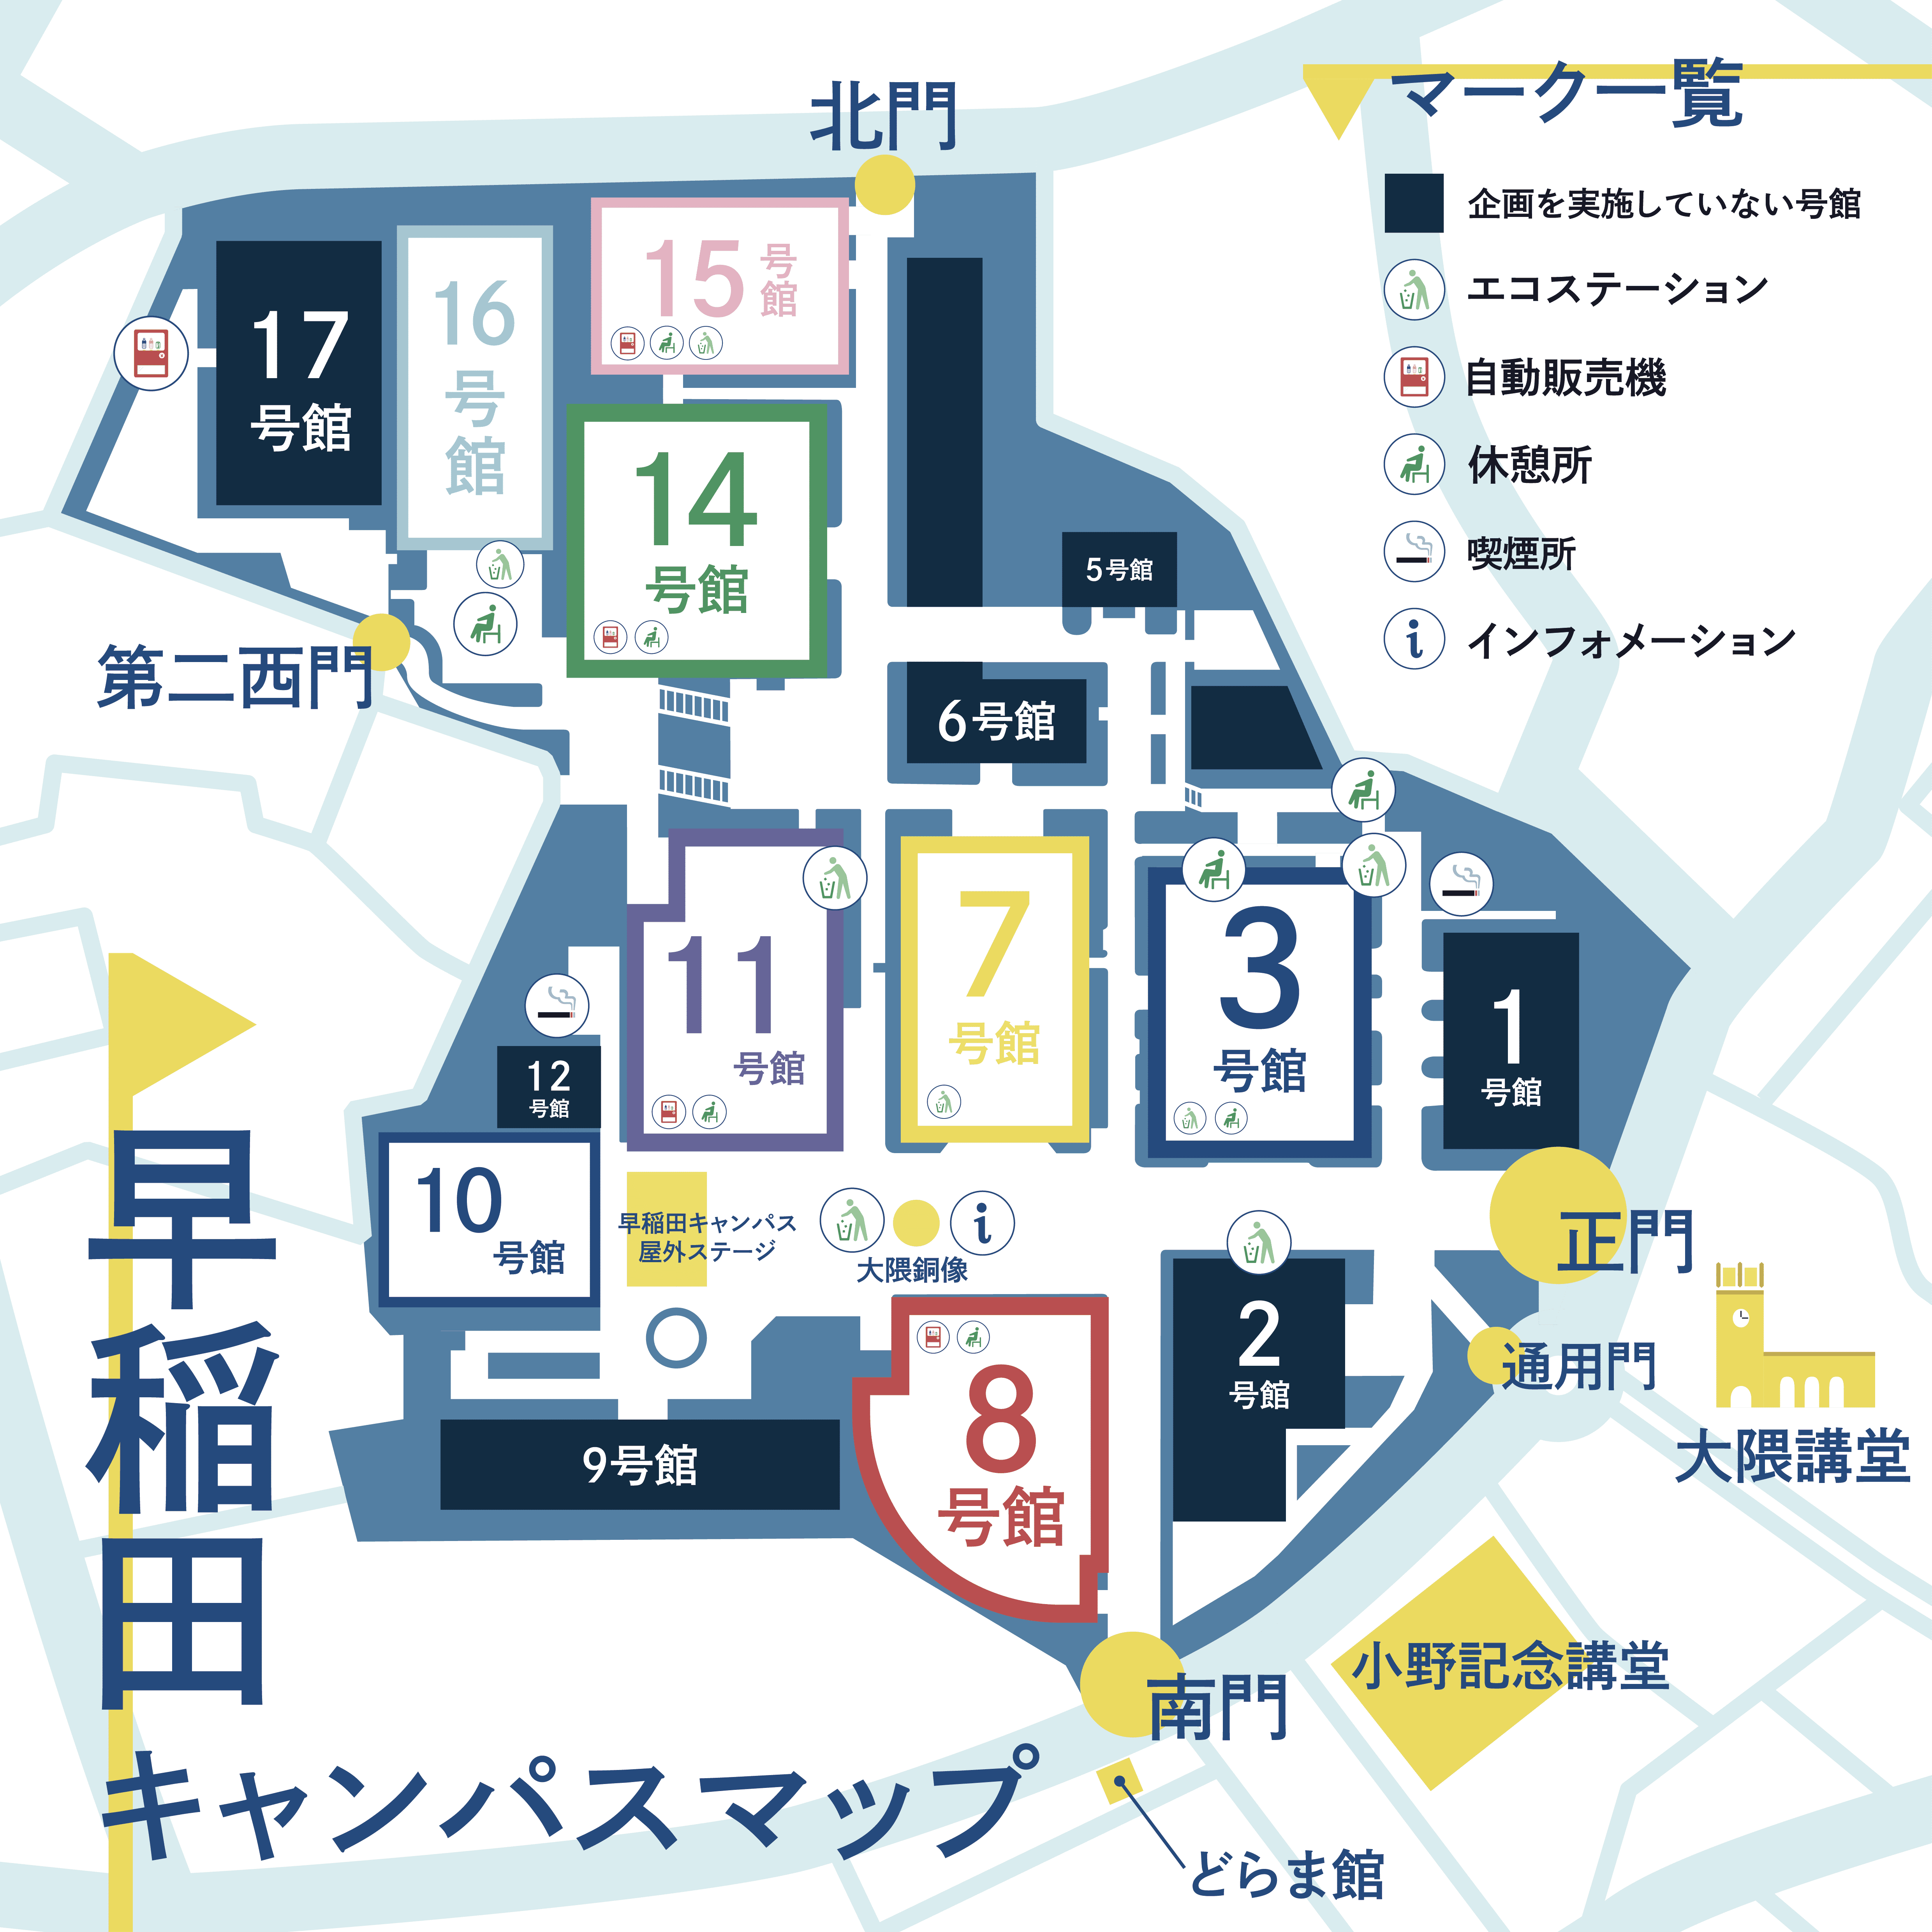 北門
マーク一覧
企画を実施していない号館
エコステーション
自動販売機
休憩所
喫煙所
インフォメーション
17
号館
16
号館
15
号館
14
号館
5号館
第二西門
6号館
11
号館
7
号館
3
号館
1
号館
12
号館
10
号館
早稲田キャンパス
屋外ステージ
大隈銅像
正門
2
号館
通用門
8
号館
大隈講堂
9号館
小野記念講堂
南門
どらま館
早稲田
キャンパスマップ